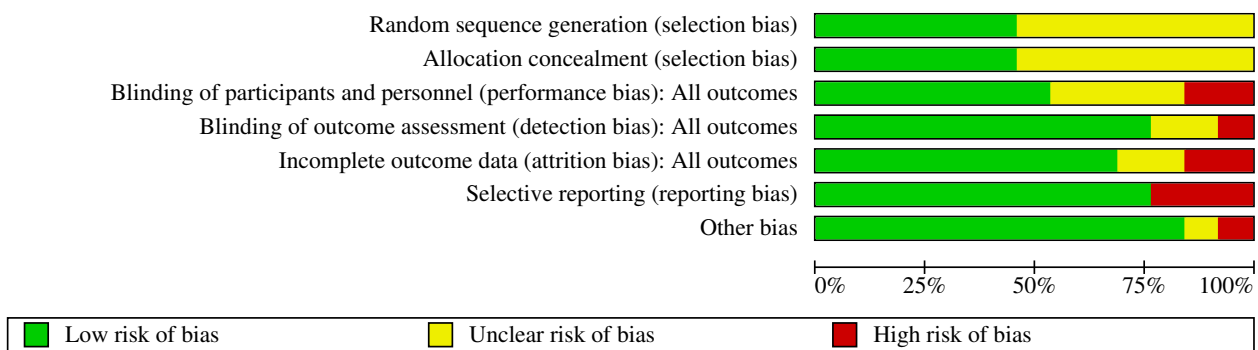 Random sequence generation (selection bias)
Allocation concealment (selection bias)
Blinding of participants and personnel (performance bias): All outcomes
Blinding of outcome assessment (detection bias): All outcomes
Incomplete outcome data (attrition bias): All outcomes
Selective reporting (reporting bias)
Other bias
0% 25% 50% 75% 100%
Low risk of bias Unclear risk of bias High risk of bias